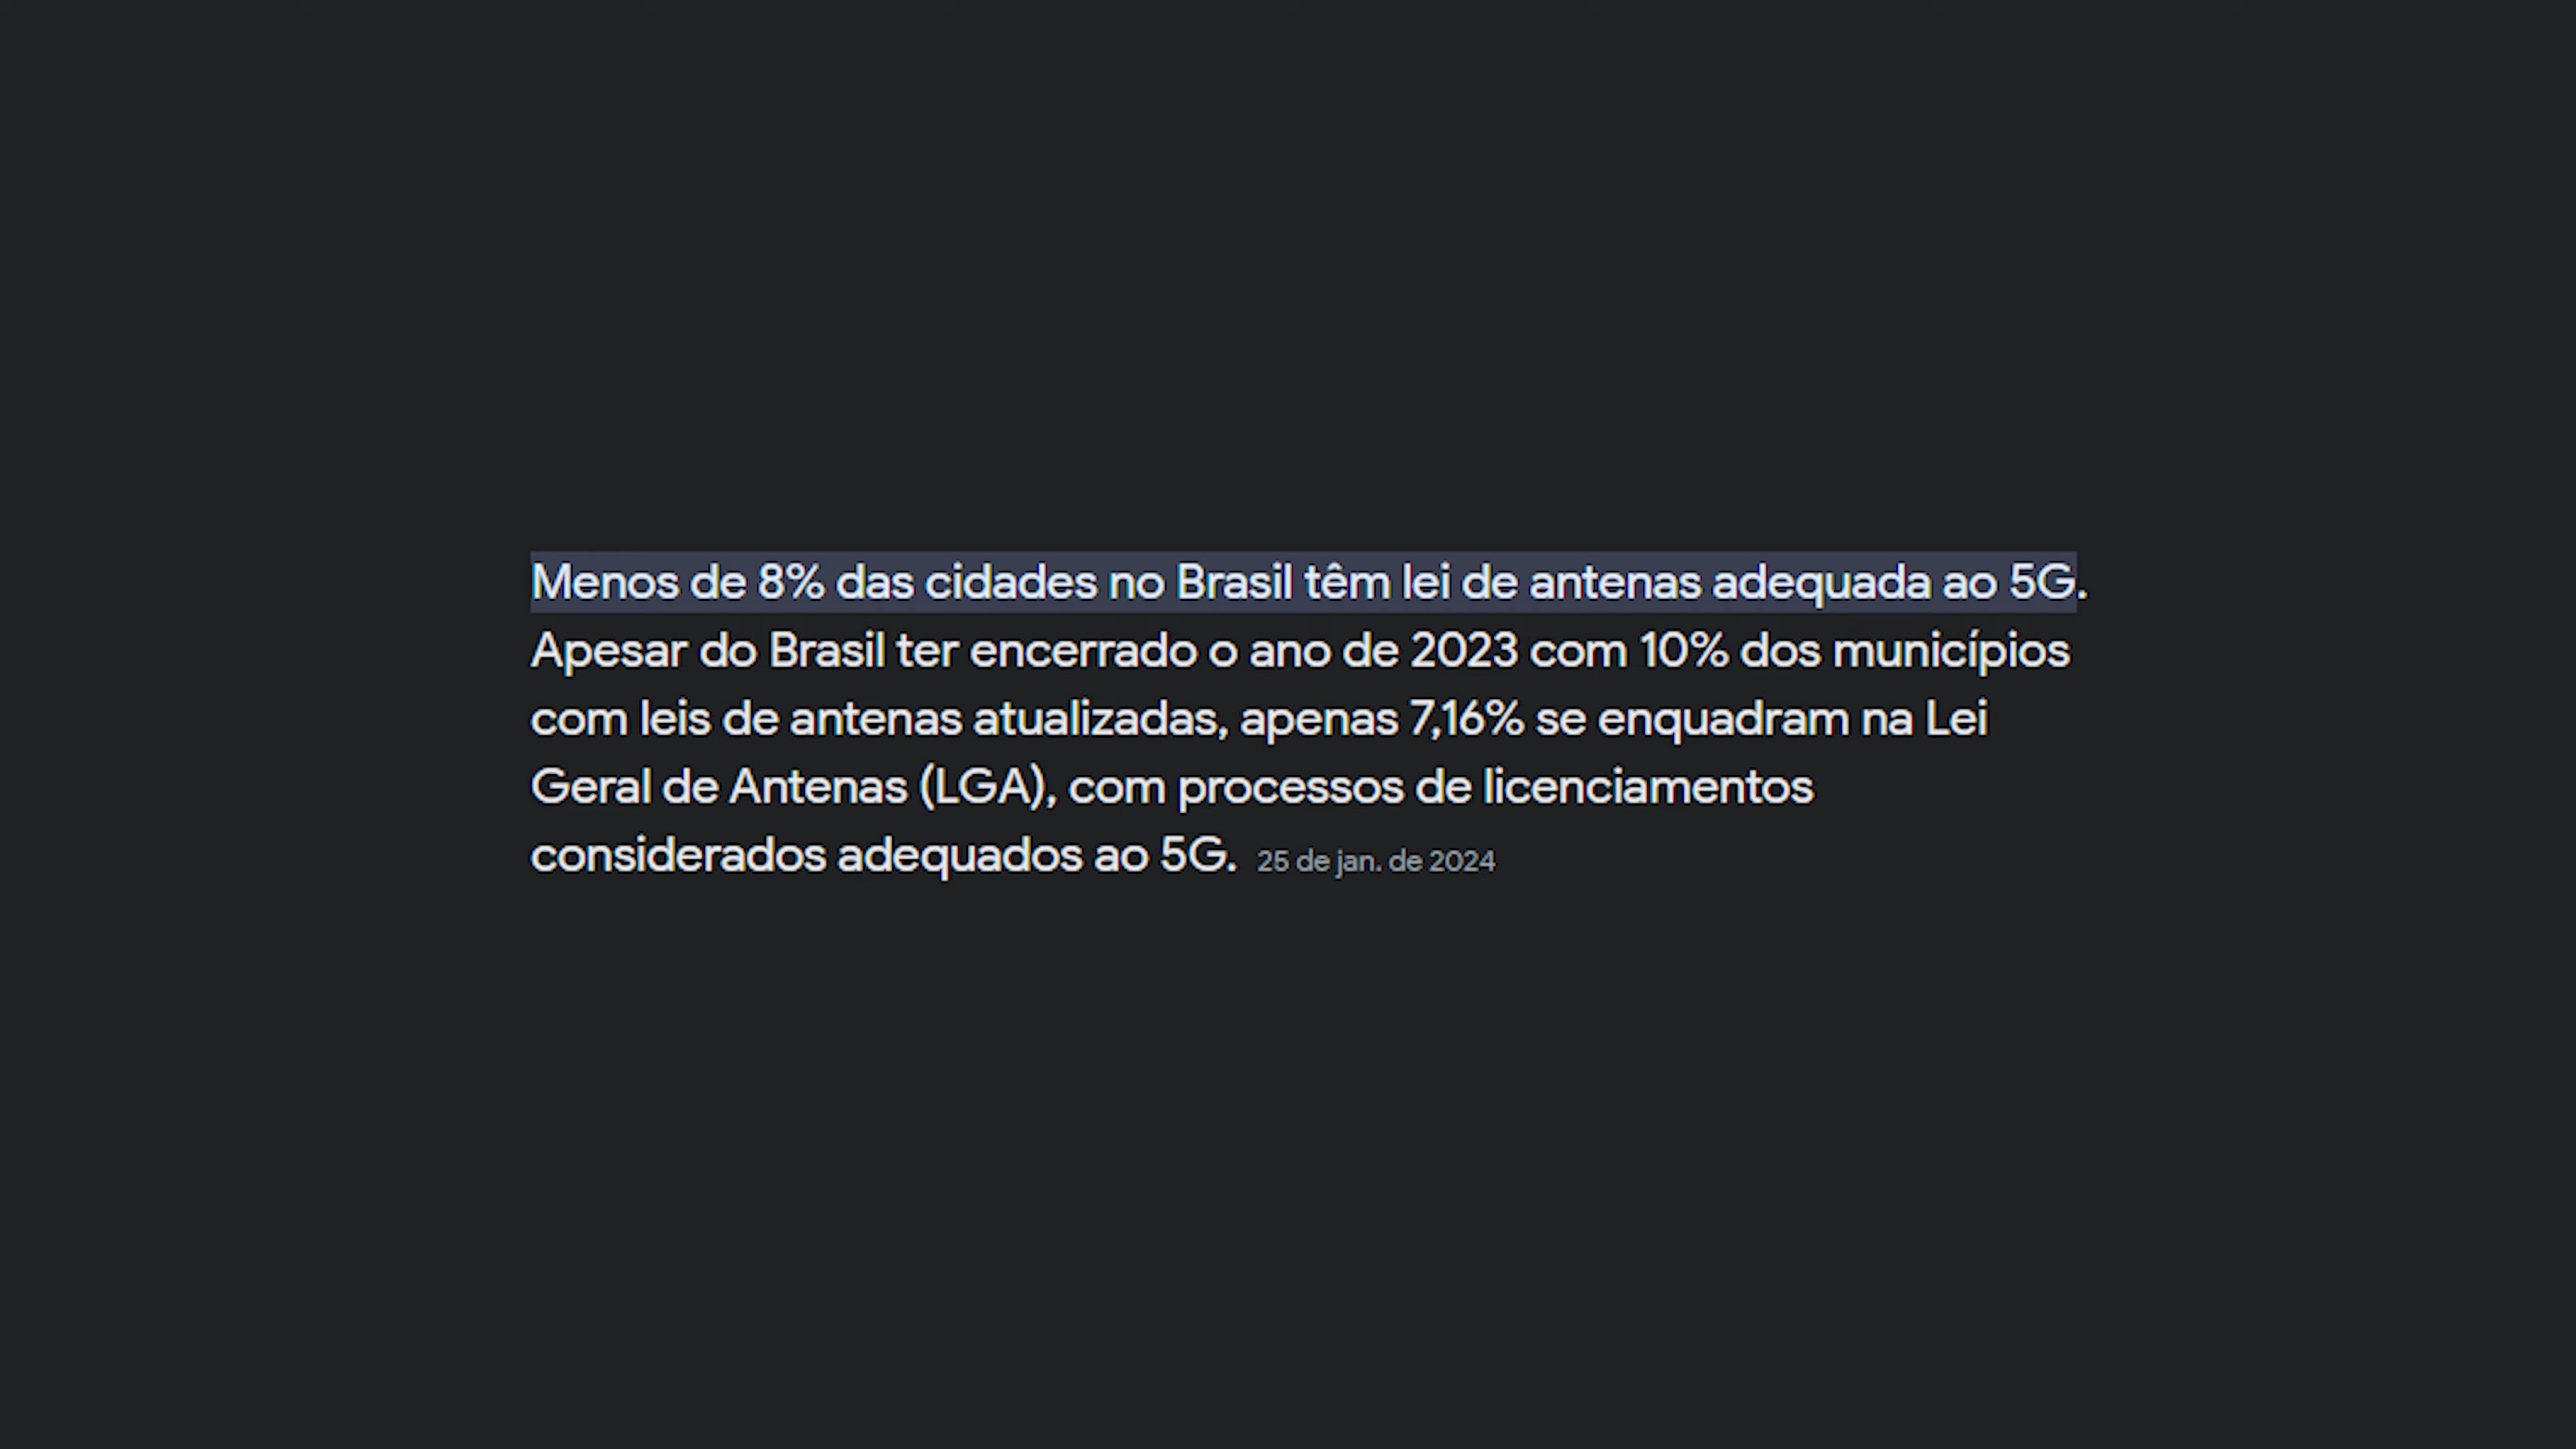 Menos de 8% das cidades no Brasil têm lei de antenas adequada ao 5G.
Apesar do Brasil ter encerrado o ano de 2023 com 10% dos municípios
com leis de antenas atualizadas, apenas 7,16% se enquadram na Lei
Geral de Antenas (LGA), com processos de licenciamentos
considerados adequados ao 5G. 25 de jan. de 2024